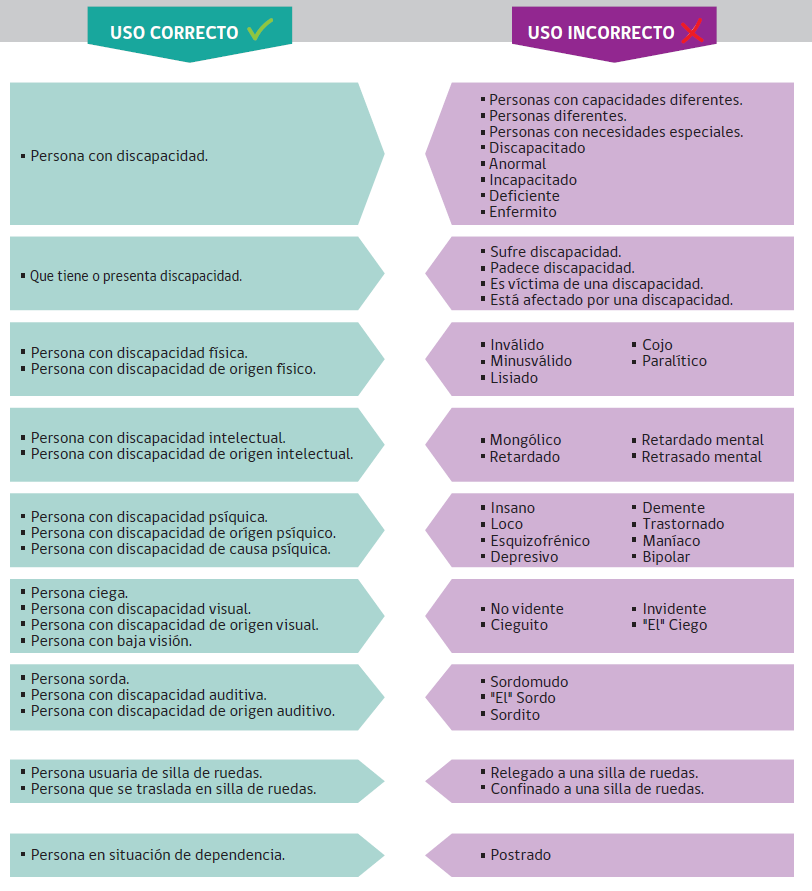 USO CORRECTO
USO INCORRECTO
▪ Persona con discapacidad.
▪ Personas con capacidades diferentes.
▪ Personas diferentes.
▪ Personas con necesidades especiales.
▪ Discapacitado
▪ Anormal
▪ Incapacitado
▪ Deficiente
▪ Enfermito
▪ Que tiene o presenta discapacidad.
▪ Sufre discapacidad.
▪ Padece discapacidad.
▪ Es víctima de una discapacidad.
▪ Está afectado por una discapacidad.
▪ Persona con discapacidad física.
▪ Persona con discapacidad de origen físico.
▪ Inválido
▪ Minusválido
▪ Lisiado
▪ Cojo
▪ Paralítico
▪ Persona con discapacidad intelectual.
▪ Persona con discapacidad de origen intelectual.
▪ Mongólico
▪ Retardado
▪ Retardado mental
▪ Retrasado mental
▪ Persona con discapacidad psíquica.
▪ Persona con discapacidad de orígen psíquico.
▪ Persona con discapacidad de causa psíquica.
▪ Insano
▪ Loco
▪ Esquizofrénico
▪ Depresivo
▪ Demente
▪ Trastornado
▪ Maníaco
▪ Bipolar
▪ Persona ciega.
▪ Persona con discapacidad visual.
▪ Persona con discapacidad de origen visual.
▪ Persona con baja visión.
▪ No vidente
▪ Cieguito
▪ Invidente
▪ "El" Ciego
▪ Persona sorda.
▪ Persona con discapacidad auditiva.
▪ Persona con discapacidad de origen auditivo.
▪ Sordomudo
▪ "El" Sordo
▪ Sordito
▪ Persona usuaria de silla de ruedas.
▪ Persona que se traslada en silla de ruedas.
▪ Relegado a una silla de ruedas.
▪ Confinado a una silla de ruedas.
▪ Persona en situación de dependencia.
▪ Postrado